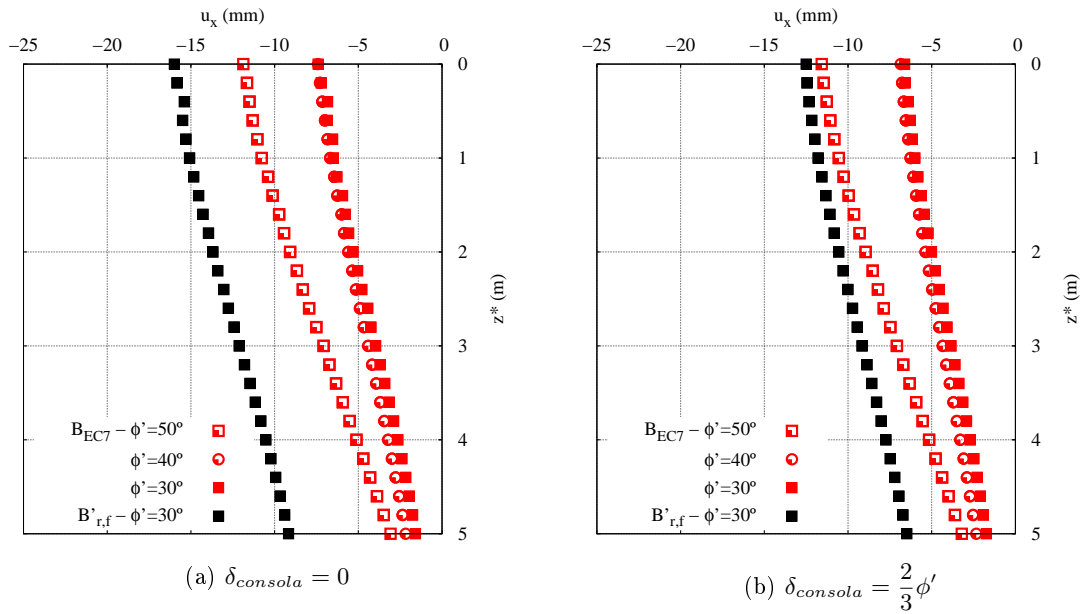 u_x (mm)
−25 −20 −15 −10 −5 0
0
1
2
3
4
5
z* (m)
B_EC7 − ϕ'=50º
ϕ'=40º
ϕ'=30º
B'_r,f − ϕ'=30º
(a) δ_consola = 0
u_x (mm)
−25 −20 −15 −10 −5 0
0
1
2
3
4
5
z* (m)
B_EC7 − ϕ'=50º
ϕ'=40º
ϕ'=30º
B'_r,f − ϕ'=30º
(b) δ_consola = 2/3 ϕ′